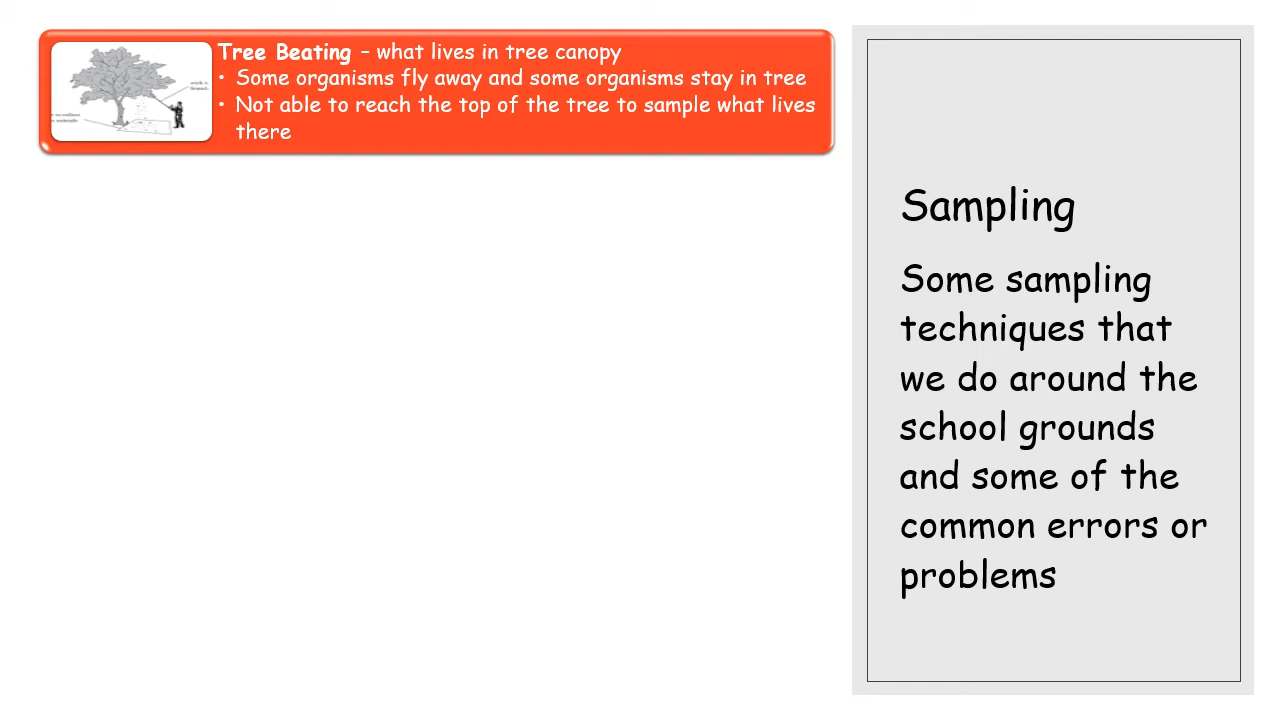 Tree Beating – what lives in tree canopy
• Some organisms fly away and some organisms stay in tree
• Not able to reach the top of the tree to sample what lives
there
Sampling
Some sampling
techniques that
we do around the
school grounds
and some of the
common errors or
problems